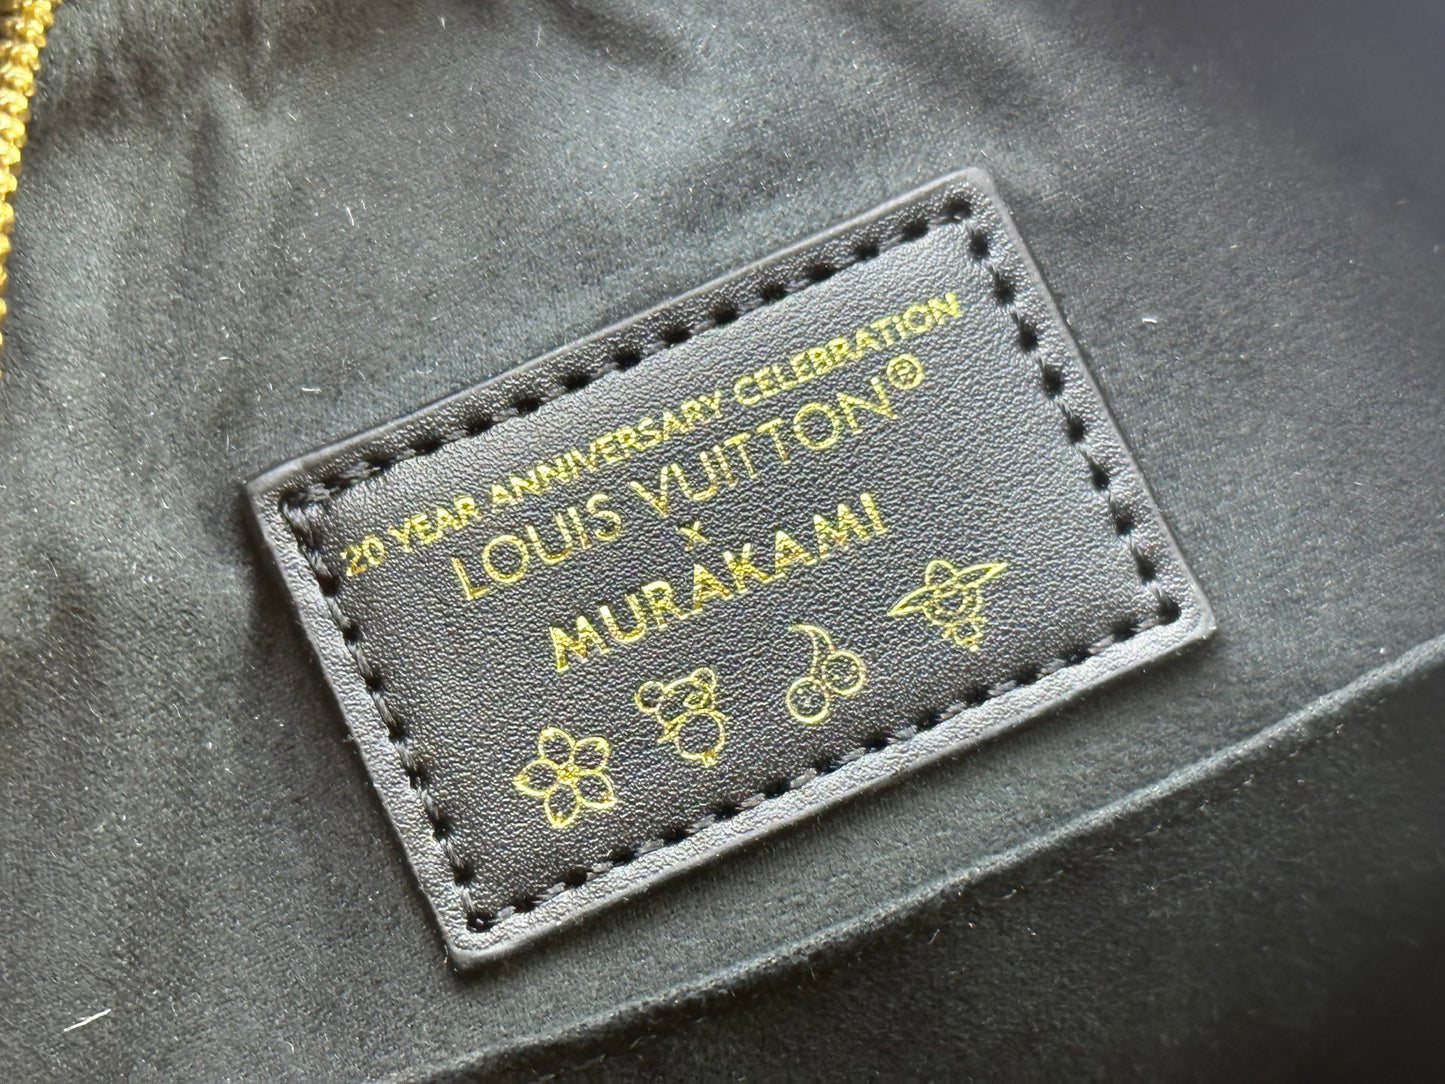 20 YEAR ANNIVERSARY CELEBRATION
LOUIS VUITTON®
x
MURAKAMI